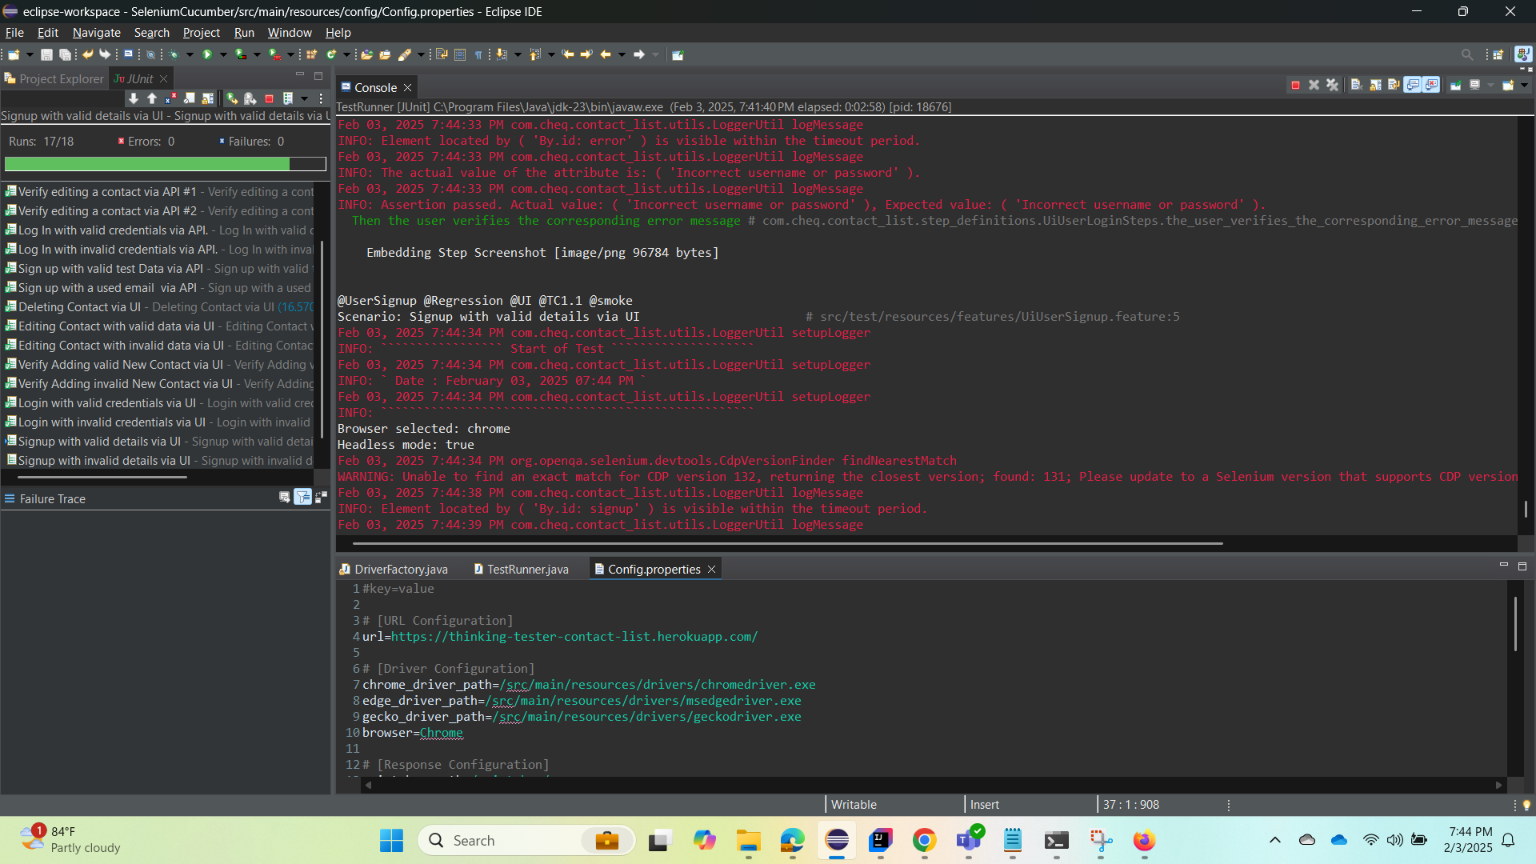 eclipse-workspace - SeleniumCucumber/src/main/resources/config/Config.properties - Eclipse IDE
File Edit Navigate Search Project Run Window Help
Project Explorer JUnit
Signup with valid details via UI - Signup with valid details via U
Runs: 17/18 Errors: 0 Failures: 0
Verify editing a contact via API #1 - Verify editing a cont
Verify editing a contact via API #2 - Verify editing a cont
Log In with valid credentials via API. - Log In with valid c
Log In with invalid credentials via API. - Log In with inva
Sign up with valid test Data via API - Sign up with valid
Sign up with a used email via API - Sign up with a used
Deleting Contact via UI - Deleting Contact via UI (16.570
Editing Contact with valid data via UI - Editing Contact
Editing Contact with invalid data via UI - Editing Contac
Verify Adding valid New Contact via UI - Verify Adding v
Verify Adding invalid New Contact via UI - Verify Adding
Login with valid credentials via UI - Login with valid cred
Login with invalid credentials via UI - Login with invalid
Signup with valid details via UI - Signup with valid detai
Signup with invalid details via UI - Signup with invalid d
Failure Trace
Console
TestRunner [JUnit] C:\Program Files\Java\jdk-23\bin\javaw.exe (Feb 3, 2025, 7:41:40 PM elapsed: 0:02:58) [pid: 18676]
Feb 03, 2025 7:44:33 PM com.cheq.contact_list.utils.LoggerUtil logMessage
INFO: Element located by ( 'By.id: error' ) is visible within the timeout period.
Feb 03, 2025 7:44:33 PM com.cheq.contact_list.utils.LoggerUtil logMessage
INFO: The actual value of the attribute is: ( 'Incorrect username or password' ).
Feb 03, 2025 7:44:33 PM com.cheq.contact_list.utils.LoggerUtil logMessage
INFO: Assertion passed. Actual value: ( 'Incorrect username or password' ), Expected value: ( 'Incorrect username or password' ).
Then the user verifies the corresponding error message # com.cheq.contact_list.step_definitions.UiUserLoginSteps.the_user_verifies_the_corresponding_error_message
Embedding Step Screenshot [image/png 96784 bytes]
@UserSignup @Regression @UI @TC1.1 @smoke
Scenario: Signup with valid details via UI # src/test/resources/features/UiUserSignup.feature:5
Feb 03, 2025 7:44:34 PM com.cheq.contact_list.utils.LoggerUtil setupLogger
INFO: ````````````````` Start of Test ````````````````````
Feb 03, 2025 7:44:34 PM com.cheq.contact_list.utils.LoggerUtil setupLogger
INFO: ` Date : February 03, 2025 07:44 PM `
Feb 03, 2025 7:44:34 PM com.cheq.contact_list.utils.LoggerUtil setupLogger
INFO: ````````````````````````````````````````````````````
Browser selected: chrome
Headless mode: true
Feb 03, 2025 7:44:34 PM org.openqa.selenium.devtools.CdpVersionFinder findNearestMatch
WARNING: Unable to find an exact match for CDP version 132, returning the closest version; found: 131; Please update to a Selenium version that supports CDP version
Feb 03, 2025 7:44:38 PM com.cheq.contact_list.utils.LoggerUtil logMessage
INFO: Element located by ( 'By.id: signup' ) is visible within the timeout period.
Feb 03, 2025 7:44:39 PM com.cheq.contact_list.utils.LoggerUtil logMessage
DriverFactory.java TestRunner.java Config.properties
1 #key=value
2
3 # [URL Configuration]
4 url=https://thinking-tester-contact-list.herokuapp.com/
5
6 # [Driver Configuration]
7 chrome_driver_path=/src/main/resources/drivers/chromedriver.exe
8 edge_driver_path=/src/main/resources/drivers/msedgedriver.exe
9 gecko_driver_path=/src/main/resources/drivers/geckodriver.exe
10 browser=Chrome
11
12 # [Response Configuration]
Writable Insert 37 : 1 : 908
1 84°F
Partly cloudy
Search
7:44 PM
2/3/2025